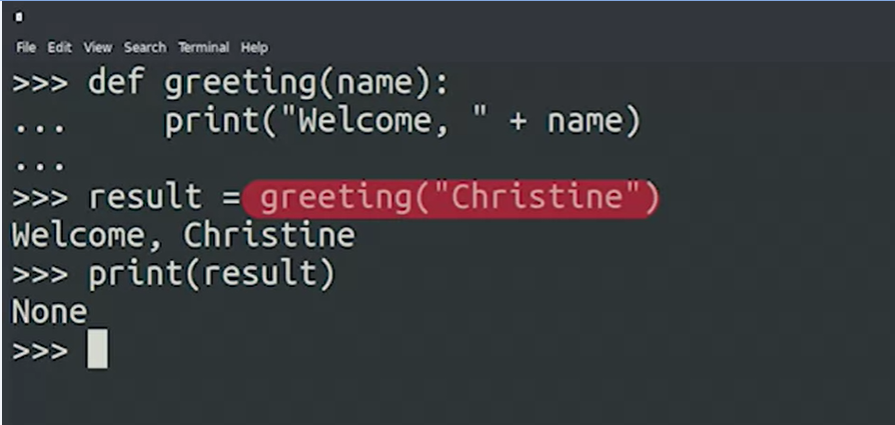 File Edit View Search Terminal Help
>>> def greeting(name):
...     print("Welcome, " + name)
...
>>> result = greeting("Christine")
Welcome, Christine
>>> print(result)
None
>>>